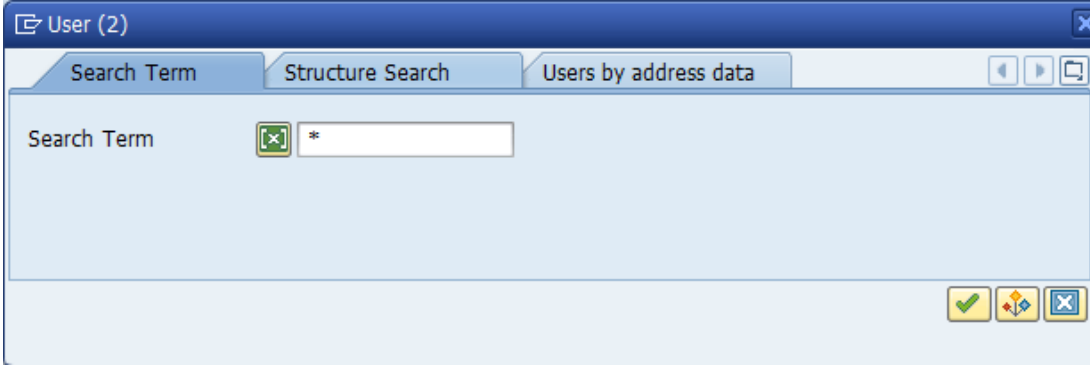 User (2)
Search Term Structure Search Users by address data
Search Term *